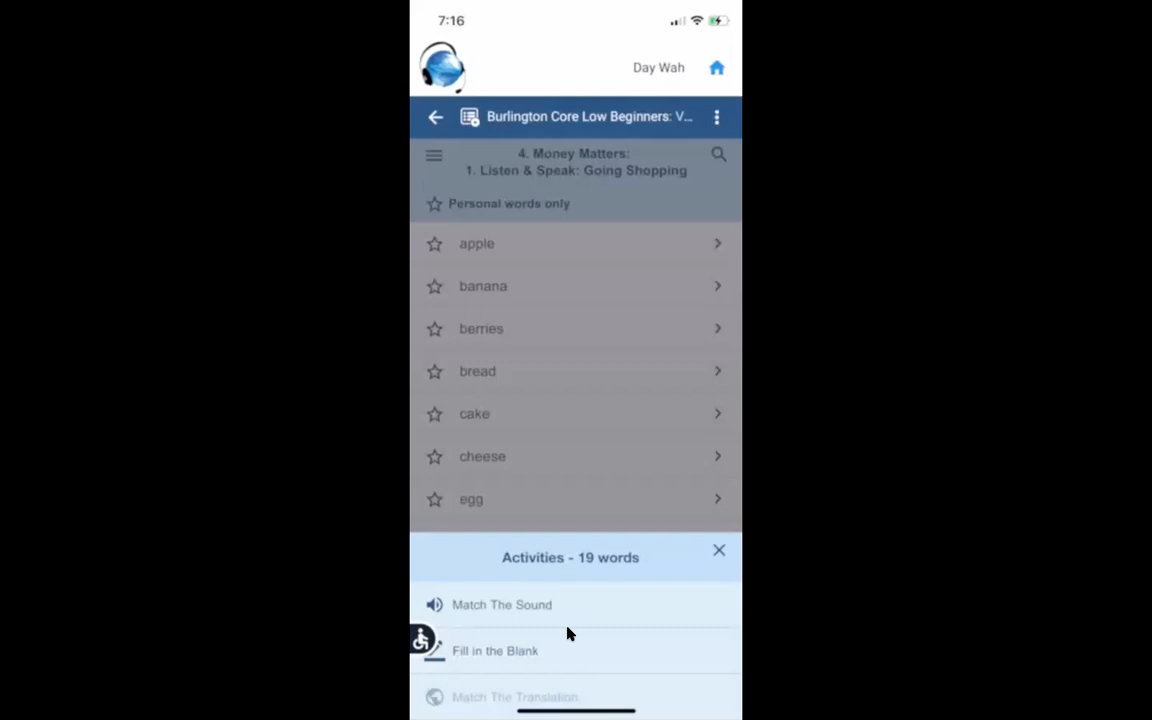 7:16
Day Wah
Burlington Core Low Beginners: V...
4. Money Matters:
1. Listen & Speak: Going Shopping
Personal words only
apple
banana
berries
bread
cake
cheese
egg
Activities - 19 words
Match The Sound
Fill in the Blank
Match The Translation